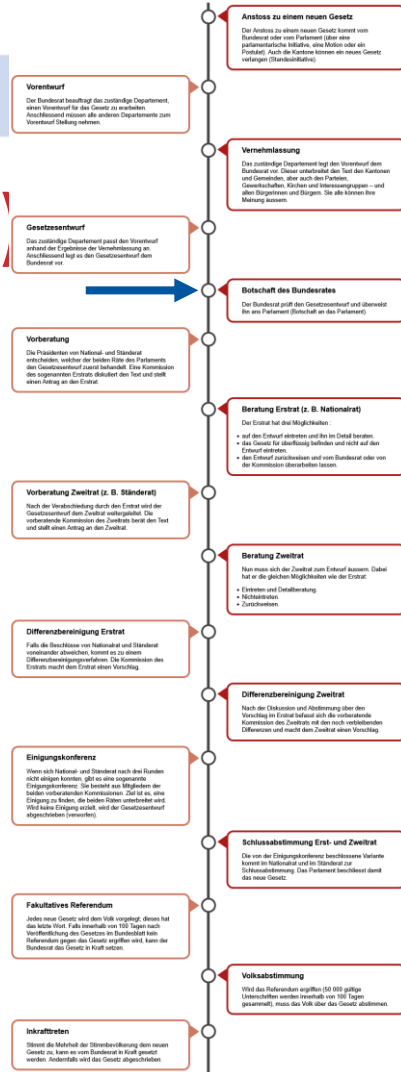 Anstoss zu einem neuen Gesetz
Der Anstoss zu einem neuen Gesetz kommt vom
Bundesrat oder vom Parlament (über eine
parlamentarische Initiative, eine Motion oder ein
Postulat). Auch die Kantone können ein neues Gesetz
verlangen (Standesinitiative).
Vorentwurf
Der Bundesrat beauftragt das zuständige Departement,
einen Vorentwurf für das Gesetz zu erarbeiten.
Anschliessend müssen alle anderen Departemente zum
Vorentwurf Stellung nehmen.
Vernehmlassung
Das zuständige Departement legt den Vorentwurf dem
Bundesrat vor. Dieser unterbreitet den Text den Kantonen
und Gemeinden, aber auch den Parteien,
Gewerkschaften, Kirchen und Interessengruppen – und
allen Bürgerinnen und Bürgern. Sie alle können ihre
Meinung äussern.
Gesetzesentwurf
Das zuständige Departement passt den Vorentwurf
anhand der Ergebnisse der Vernehmlassung an.
Anschliessend legt es den Gesetzesentwurf dem
Bundesrat vor.
Botschaft des Bundesrates
Der Bundesrat prüft den Gesetzesentwurf und überweist
ihn ans Parlament (Botschaft an das Parlament)
Vorberatung
Die Präsidenten von National- und Ständerat
entscheiden, welcher der beiden Räte des Parlaments
den Gesetzesentwurf zuerst behandelt. Eine Kommission
des sogenannten Erstrats diskutiert den Text und stellt
einen Antrag an den Erstrat.
Beratung Erstrat (z. B. Nationalrat)
Der Erstrat hat drei Möglichkeiten :
• auf den Entwurf eintreten und ihn im Detail beraten.
• das Gesetz für überflüssig befinden und nicht auf den
Entwurf eintreten.
• den Entwurf zurückweisen und vom Bundesrat oder von
der Kommission überarbeiten lassen.
Vorberatung Zweitrat (z. B. Ständerat)
Nach der Verabschiedung durch den Erstrat wird der
Gesetzesentwurf dem Zweitrat weitergeleitet. Die
vorberatende Kommission des Zweitrats berät den Text
und stellt einen Antrag an den Zweitrat.
Beratung Zweitrat
Nun muss sich der Zweitrat zum Entwurf äussern. Dabei
hat er die gleichen Möglichkeiten wie der Erstrat:
• Eintreten und Detailberatung.
• Nichteintreten.
• Zurückweisen.
Differenzbereinigung Erstrat
Falls die Beschlüsse von Nationalrat und Ständerat
voneinander abweichen, kommt es zu einem
Differenzbereinigungsverfahren. Die Kommission des
Erstrats macht dem Erstrat einen Vorschlag.
Differenzbereinigung Zweitrat
Nach der Diskussion und Abstimmung über den
Vorschlag im Erstrat befasst sich die vorberatende
Kommission des Zweitrats mit den noch verbleibenden
Differenzen und macht dem Zweitrat einen Vorschlag.
Einigungskonferenz
Wenn sich National- und Ständerat nach drei Runden
nicht einigen konnten, gibt es eine sogenannte
Einigungskonferenz. Sie besteht aus Mitgliedern der
beiden vorberatenden Kommissionen. Ziel ist es, eine
Einigung zu finden, die beiden Räten unterbreitet wird.
Wird keine Einigung erzielt, wird der Gesetzesentwurf
abgeschrieben (verworfen).
Schlussabstimmung Erst- und Zweitrat
Die von der Einigungskonferenz beschlossene Variante
kommt im Nationalrat und im Ständerat zur
Schlussabstimmung. Das Parlament beschliesst damit
das neue Gesetz.
Fakultatives Referendum
Jedes neue Gesetz wird dem Volk vorgelegt; dieses hat
das letzte Wort. Falls innerhalb von 100 Tagen nach
Veröffentlichung des Gesetzes im Bundesblatt kein
Referendum gegen das Gesetz ergriffen wird, kann der
Bundesrat das Gesetz in Kraft setzen.
Volksabstimmung
Wird das Referendum ergriffen (50 000 gültige
Unterschriften werden innerhalb von 100 Tagen
gesammelt), muss das Volk über das Gesetz abstimmen.
Inkrafttreten
Stimmt die Mehrheit der Stimmbevölkerung dem neuen
Gesetz zu, kann es vom Bundesrat in Kraft gesetzt
werden. Andernfalls wird das Gesetz abgeschrieben